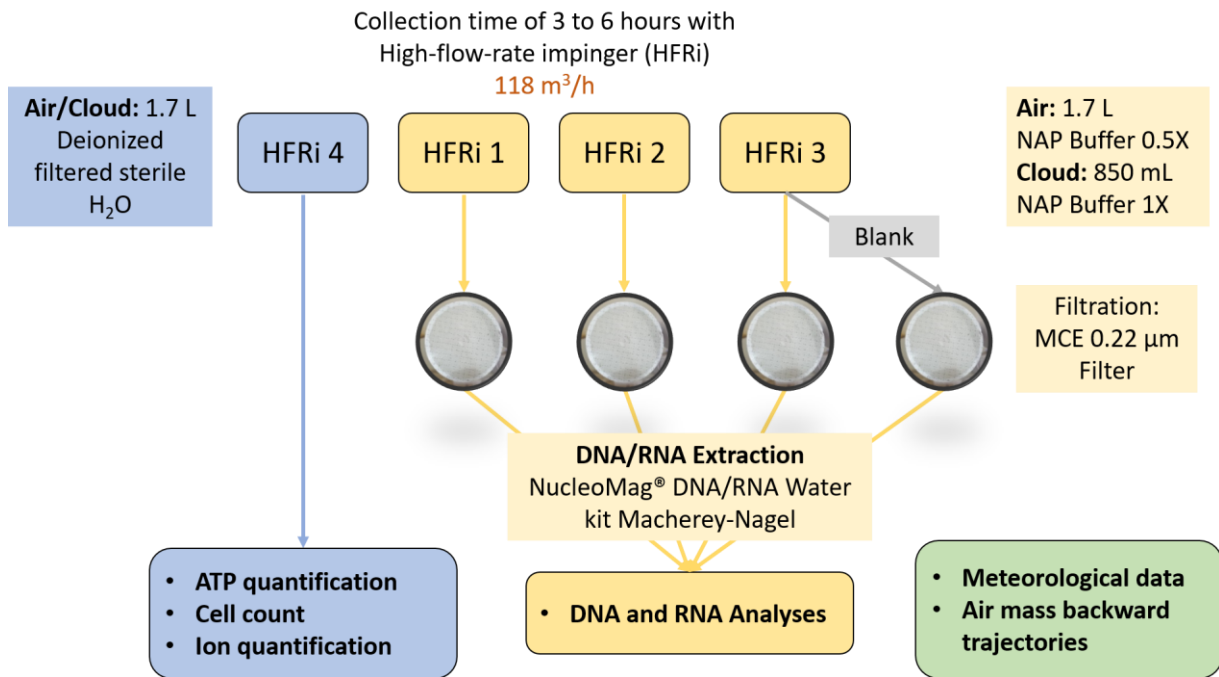 Collection time of 3 to 6 hours with
High-flow-rate impinger (HFRi)
118 m³/h
Air/Cloud: 1.7 L
Deionized
filtered sterile
H₂O
HFRi 4
HFRi 1
HFRi 2
HFRi 3
Air: 1.7 L
NAP Buffer 0.5X
Cloud: 850 mL
NAP Buffer 1X
Blank
Filtration:
MCE 0.22 µm
Filter
DNA/RNA Extraction
NucleoMag® DNA/RNA Water
kit Macherey-Nagel
• ATP quantification
• Cell count
• Ion quantification
• DNA and RNA Analyses
• Meteorological data
• Air mass backward
trajectories